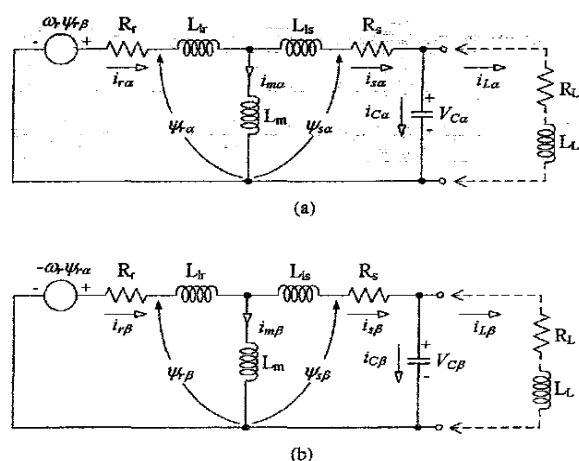 ωrψrβ
- +
Rr Llr Lls Rs
irα imα isα iLα
RL
ψrα Lm ψsα iCα + VCα -
LL
(a)
-ωrψrα
- +
Rr Llr Lls Rs
irβ imβ isβ iLβ
RL
ψrβ Lm ψsβ iCβ + VCβ -
LL
(b)